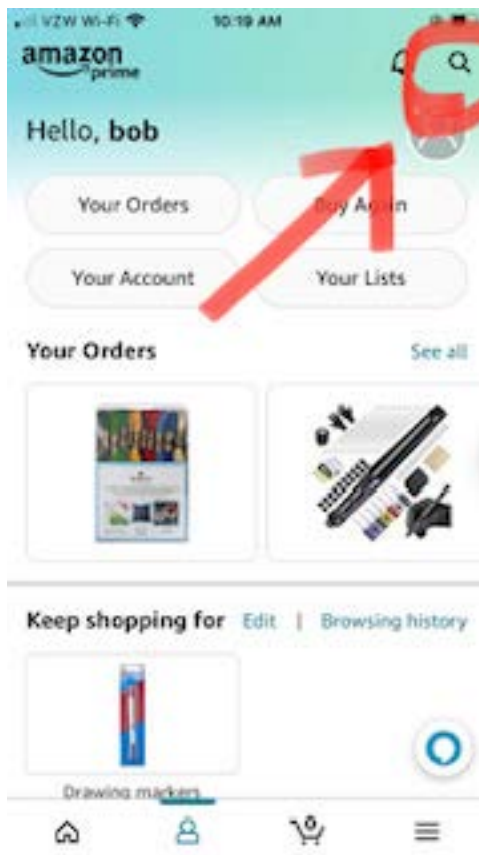 VZW Wi-Fi 10:19 AM
amazon
prime
Hello, bob
Your Orders Buy Again
Your Account Your Lists
Your Orders See all
Keep shopping for Edit | Browsing history
Drawing markers
0